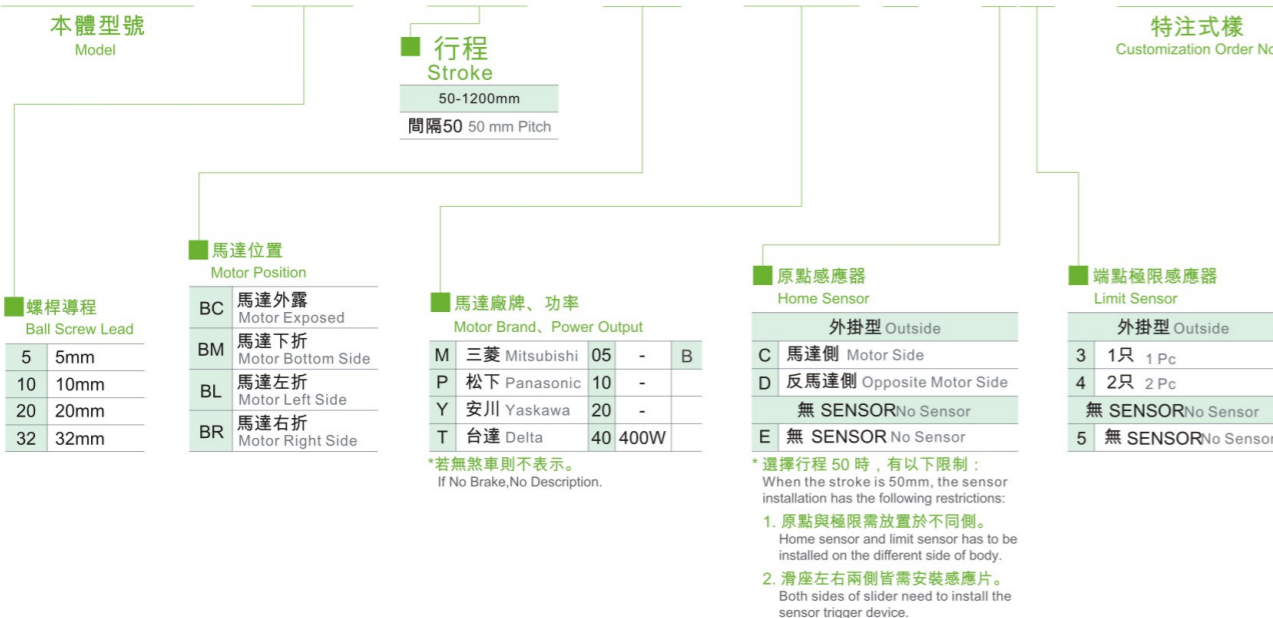 本體型號
Model
特注式樣
Customization Order No
行程
Stroke
50-1200mm
間隔50 50 mm Pitch
螺桿導程
Ball Screw Lead
5 5mm
10 10mm
20 20mm
32 32mm
馬達位置
Motor Position
BC 馬達外露
Motor Exposed
BM 馬達下折
Motor Bottom Side
BL 馬達左折
Motor Left Side
BR 馬達右折
Motor Right Side
馬達廠牌、功率
Motor Brand、Power Output
M 三菱 Mitsubishi 05 - B
P 松下 Panasonic 10 -
Y 安川 Yaskawa 20 -
T 台達 Delta 40 400W
*若無煞車則不表示。
If No Brake,No Description.
原點感應器
Home Sensor
外掛型 Outside
C 馬達側 Motor Side
D 反馬達側 Opposite Motor Side
無 SENSOR No Sensor
E 無 SENSOR No Sensor
* 選擇行程 50 時，有以下限制：
When the stroke is 50mm, the sensor
installation has the following restrictions:
1. 原點與極限需放置於不同側。
Home sensor and limit sensor has to be
installed on the different side of body.
2. 滑座左右兩側皆需安裝感應片。
Both sides of slider need to install the
sensor trigger device.
端點極限感應器
Limit Sensor
外掛型 Outside
3 1只 1 Pc
4 2只 2 Pc
無 SENSOR No Sensor
5 無 SENSOR No Sensor